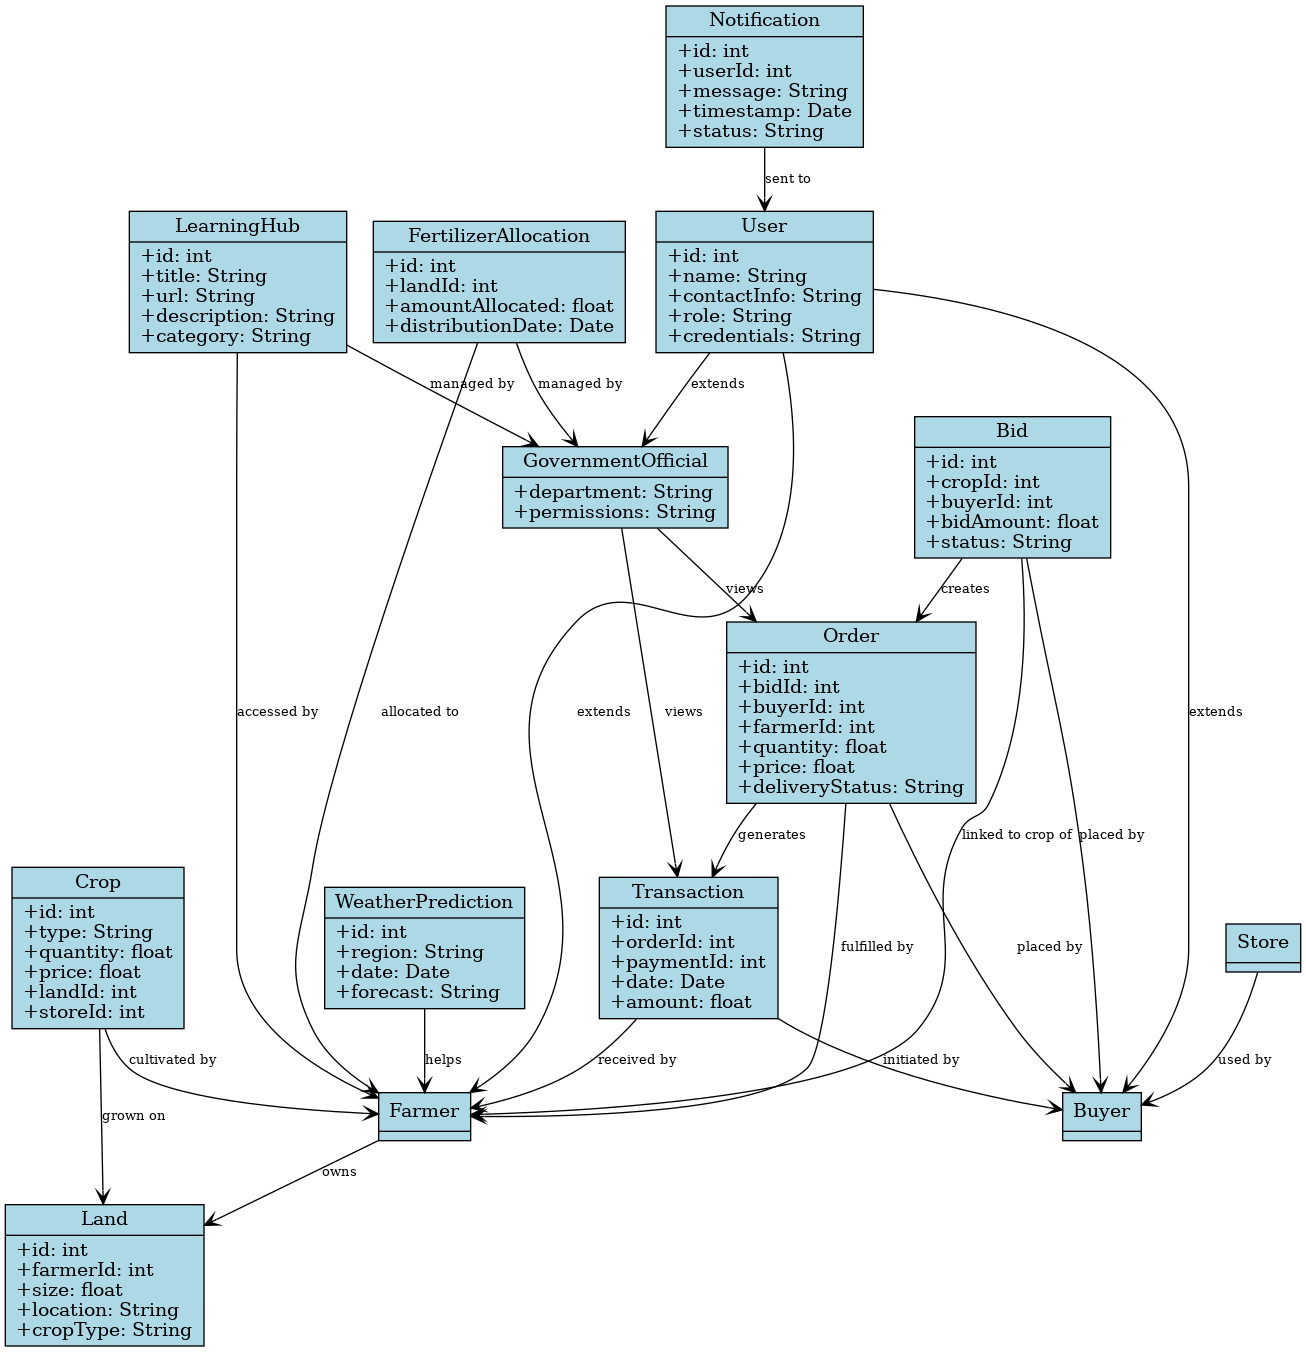 Notification
+id: int
+userId: int
+message: String
+timestamp: Date
+status: String
sent to
LearningHub
+id: int
+title: String
+url: String
+description: String
+category: String
FertilizerAllocation
+id: int
+landId: int
+amountAllocated: float
+distributionDate: Date
User
+id: int
+name: String
+contactInfo: String
+role: String
+credentials: String
managed by
managed by
extends
GovernmentOfficial
+department: String
+permissions: String
Bid
+id: int
+cropId: int
+buyerId: int
+bidAmount: float
+status: String
views
creates
Order
+id: int
+bidId: int
+buyerId: int
+farmerId: int
+quantity: float
+price: float
+deliveryStatus: String
accessed by
allocated to
extends
views
extends
generates
linked to crop of
placed by
Crop
+id: int
+type: String
+quantity: float
+price: float
+landId: int
+storeId: int
WeatherPrediction
+id: int
+region: String
+date: Date
+forecast: String
Transaction
+id: int
+orderId: int
+paymentId: int
+date: Date
+amount: float
fulfilled by
placed by
Store
cultivated by
helps
received by
initiated by
used by
grown on
Farmer
Buyer
owns
Land
+id: int
+farmerId: int
+size: float
+location: String
+cropType: String